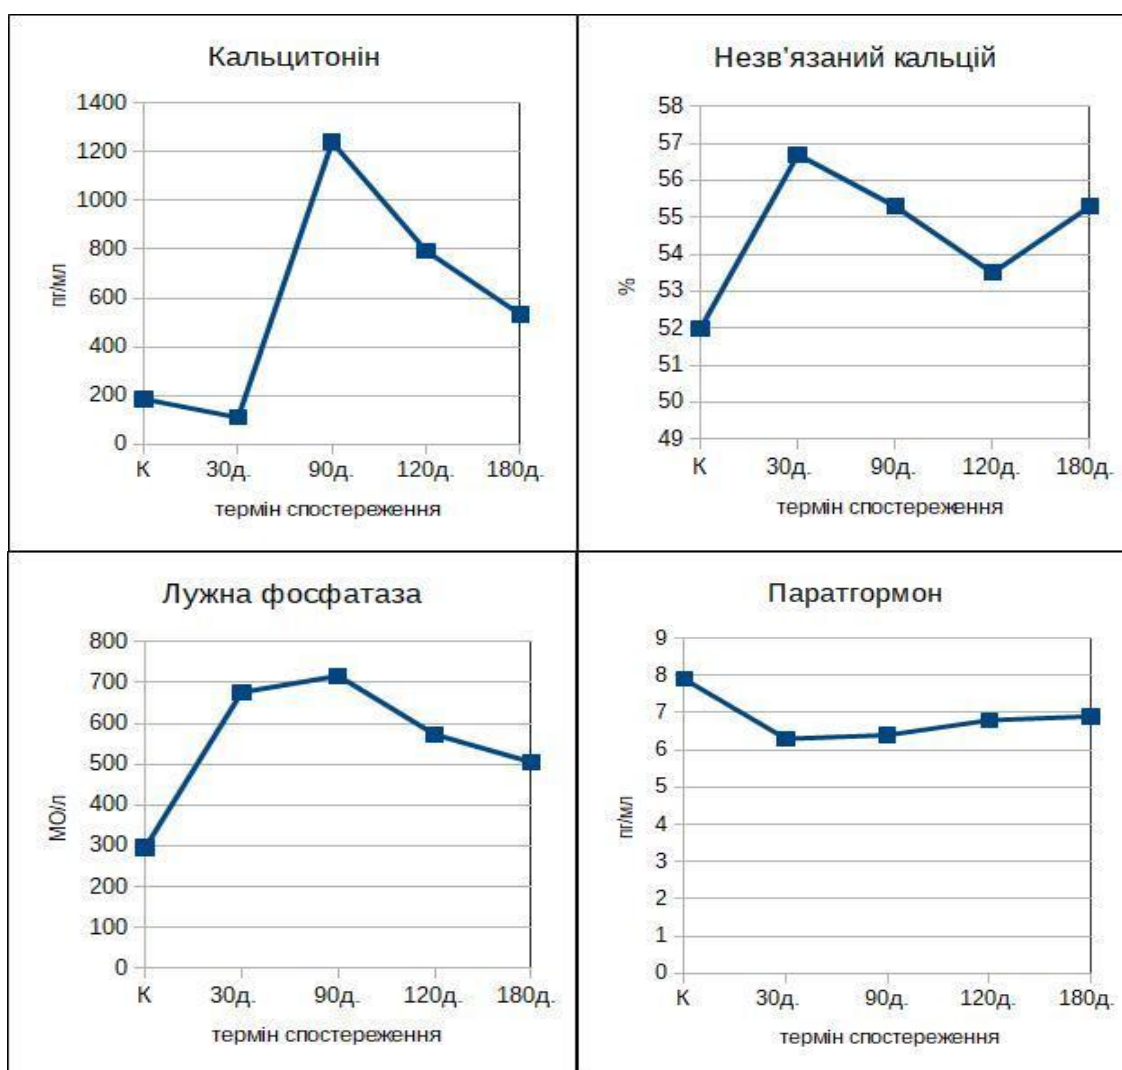 Кальцитонін
1400
1200
1000
800
600
400
200
0
пг/мл
К 30д. 90д. 120д. 180д.
термін спостереження
Незв'язаний кальцій
58
57
56
55
54
53
52
51
50
49
%
К 30д. 90д. 120д. 180д.
термін спостереження
Лужна фосфатаза
800
700
600
500
400
300
200
100
0
МО/л
К 30д. 90д. 120д. 180д.
термін спостереження
Паратгормон
9
8
7
6
5
4
3
2
1
0
пг/мл
К 30д. 90д. 120д. 180д.
термін спостереження